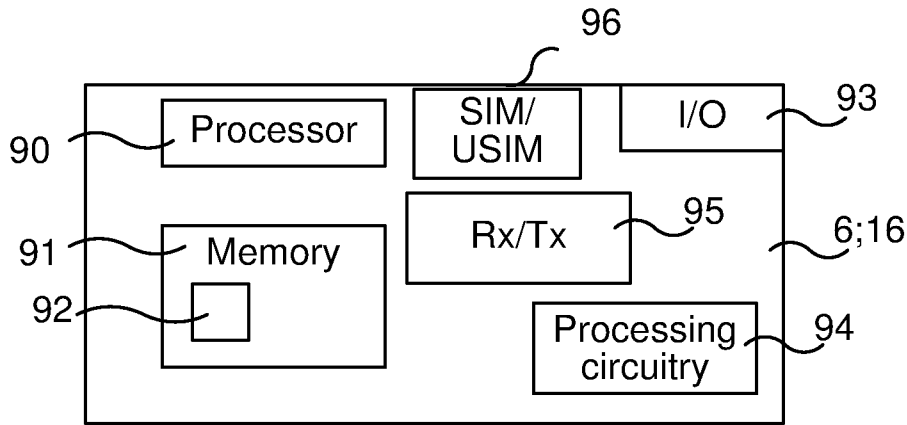 96
SIM/
USIM
I/O
93
Processor
90
Rx/Tx
95
91
Memory
6;16
92
Processing
circuitry
94